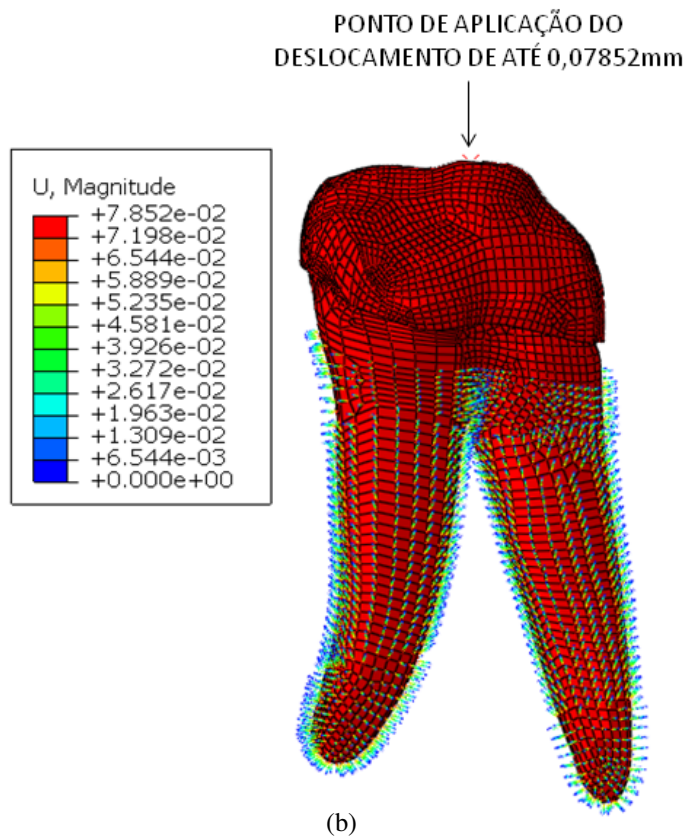 PONTO DE APLICAÇÃO DO
DESLOCAMENTO DE ATÉ 0,07852mm
U, Magnitude
+7.852e-02
+7.198e-02
+6.544e-02
+5.889e-02
+5.235e-02
+4.581e-02
+3.926e-02
+3.272e-02
+2.617e-02
+1.963e-02
+1.309e-02
+6.544e-03
+0.000e+00
(b)